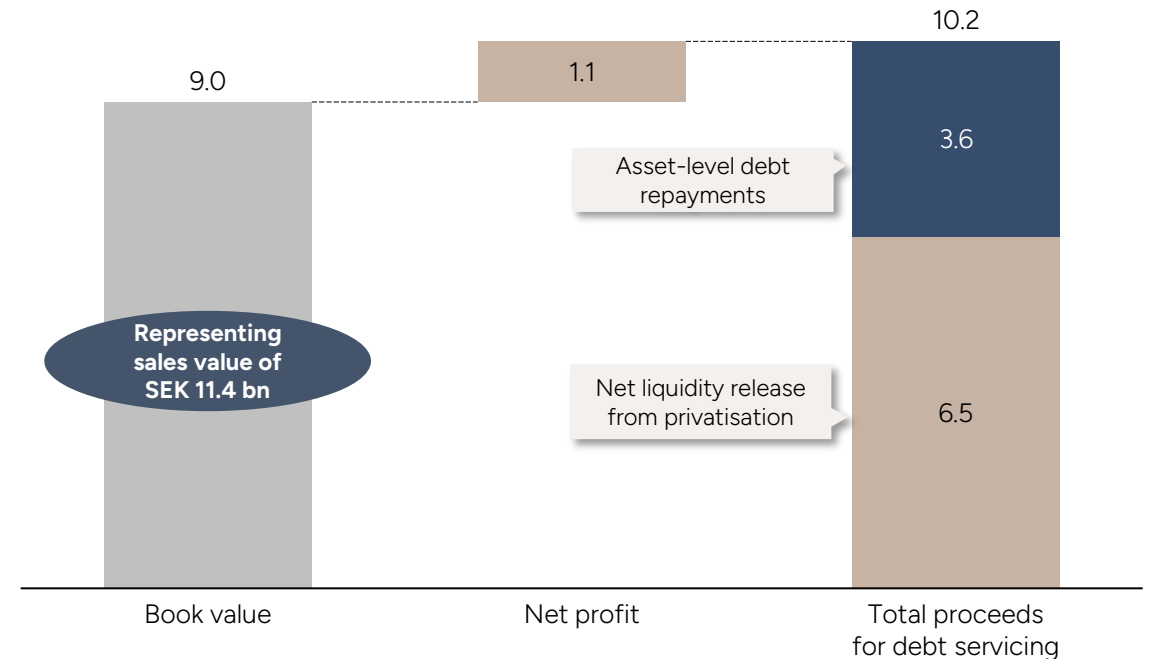 10.2
9.0
1.1
3.6
Asset-level debt
repayments
Representing
sales value of
SEK 11.4 bn
Net liquidity release
from privatisation
6.5
Book value
Net profit
Total proceeds
for debt servicing